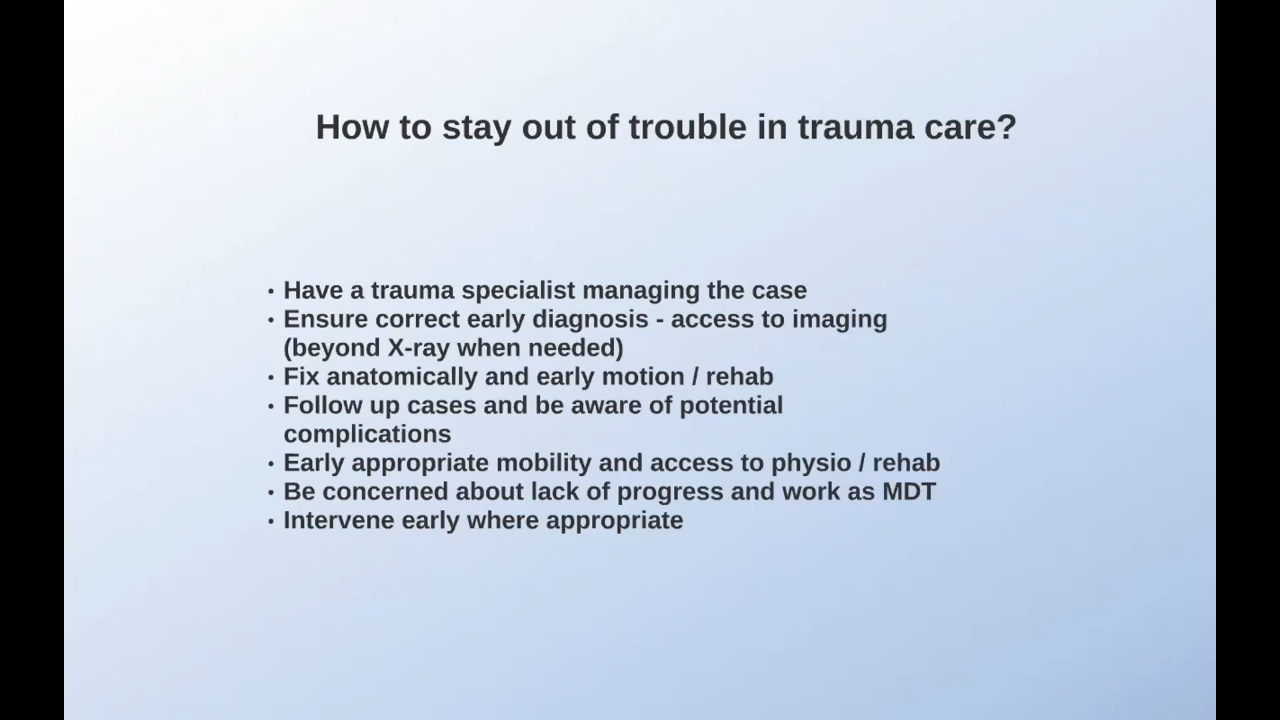 How to stay out of trouble in trauma care?
• Have a trauma specialist managing the case
• Ensure correct early diagnosis - access to imaging
(beyond X-ray when needed)
• Fix anatomically and early motion / rehab
• Follow up cases and be aware of potential
complications
• Early appropriate mobility and access to physio / rehab
• Be concerned about lack of progress and work as MDT
• Intervene early where appropriate